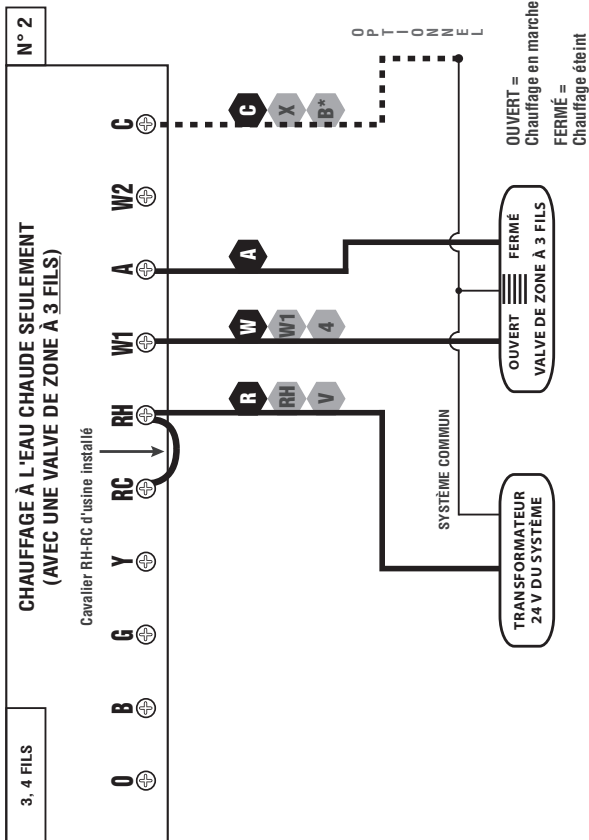 3, 4 FILS
CHAUFFAGE À L'EAU CHAUDE SEULEMENT
(AVEC UNE VALVE DE ZONE À 3 FILS)
N° 2
Cavalier RH-RC d'usine installé
O B G Y RC RH W1 A W2 C
R W A C
RH W1 X
V 4 B*
OPTIONNEL
SYSTÈME COMMUN
TRANSFORMATEUR
24 V DU SYSTÈME
OUVERT FERMÉ
VALVE DE ZONE À 3 FILS
OUVERT =
Chauffage en marche
FERMÉ =
Chauffage éteint